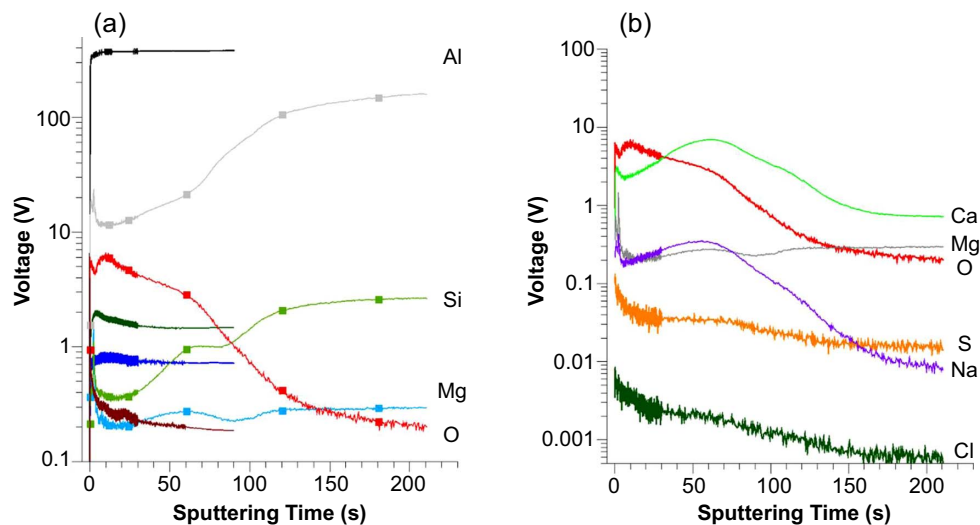 (a)
Voltage (V)
100
10
1
0.1
Al
Si
Mg
O
0 50 100 150 200
Sputtering Time (s)
(b)
Voltage (V)
100
10
1
0.1
0.01
0.001
Ca
Mg
O
S
Na
Cl
0 50 100 150 200
Sputtering Time (s)